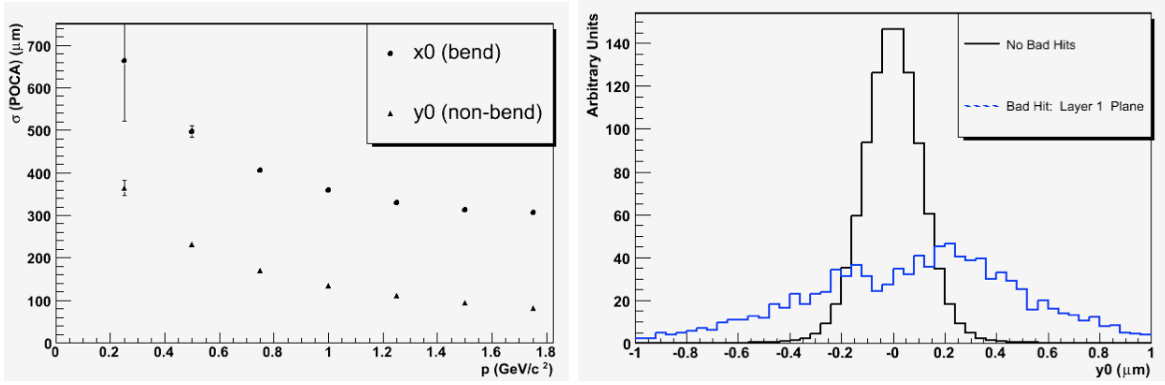 σ (POCA) (μm)
700
600
500
400
300
200
100
0
0 0.2 0.4 0.6 0.8 1 1.2 1.4 1.6 1.8
p (GeV/c ²)
x0 (bend)
y0 (non-bend)
Arbitrary Units
140
120
100
80
60
40
20
0
-1 -0.8 -0.6 -0.4 -0.2 -0 0.2 0.4 0.6 0.8 1
y0 (μm)
No Bad Hits
Bad Hit: Layer 1 Plane